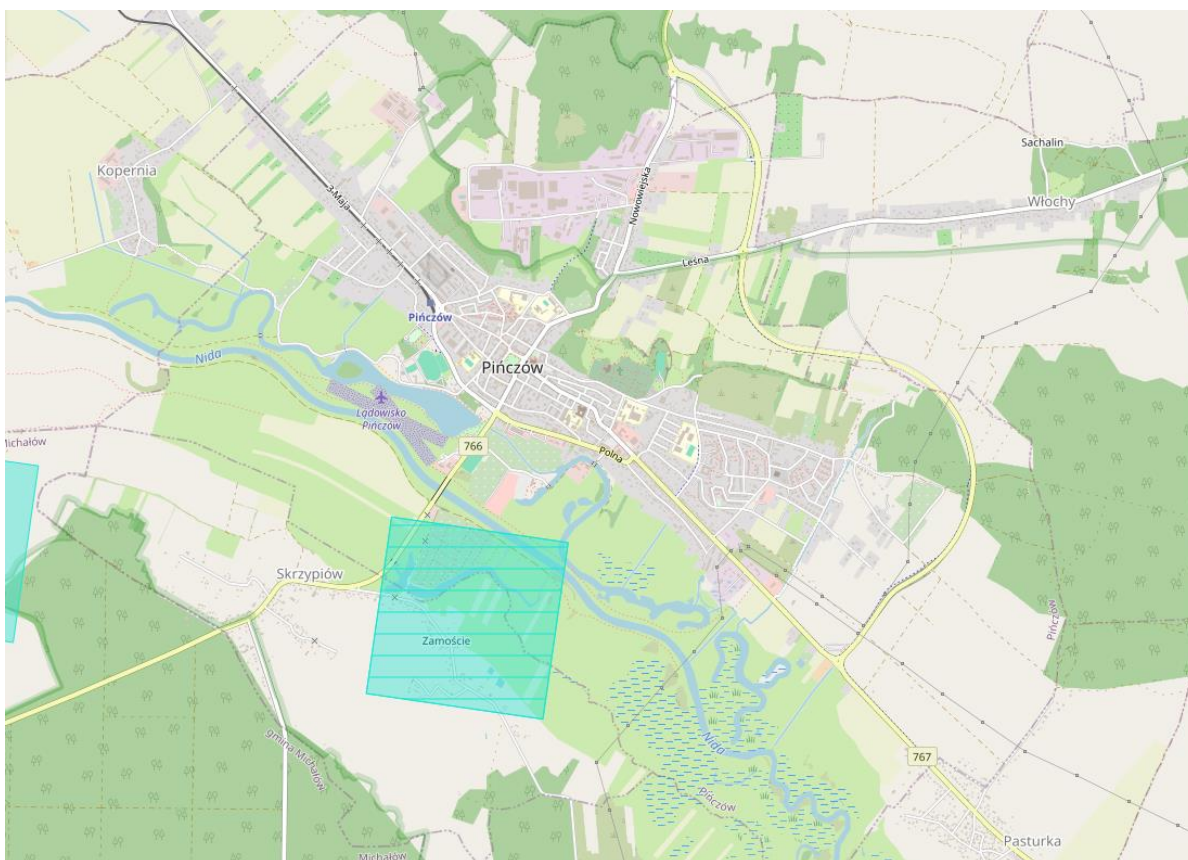 Sachalin
Kopernia
3 Maja
Nowowiejska
Włochy
Leśna
Pińczów
Nida
Pińczów
Lądowisko
Pińczów
Michałów
766
Polna
Skrzypiów
Pińczów
Zamoście
gmina Michałów
Nida
767
Pińczów
Pasturka
Michałów